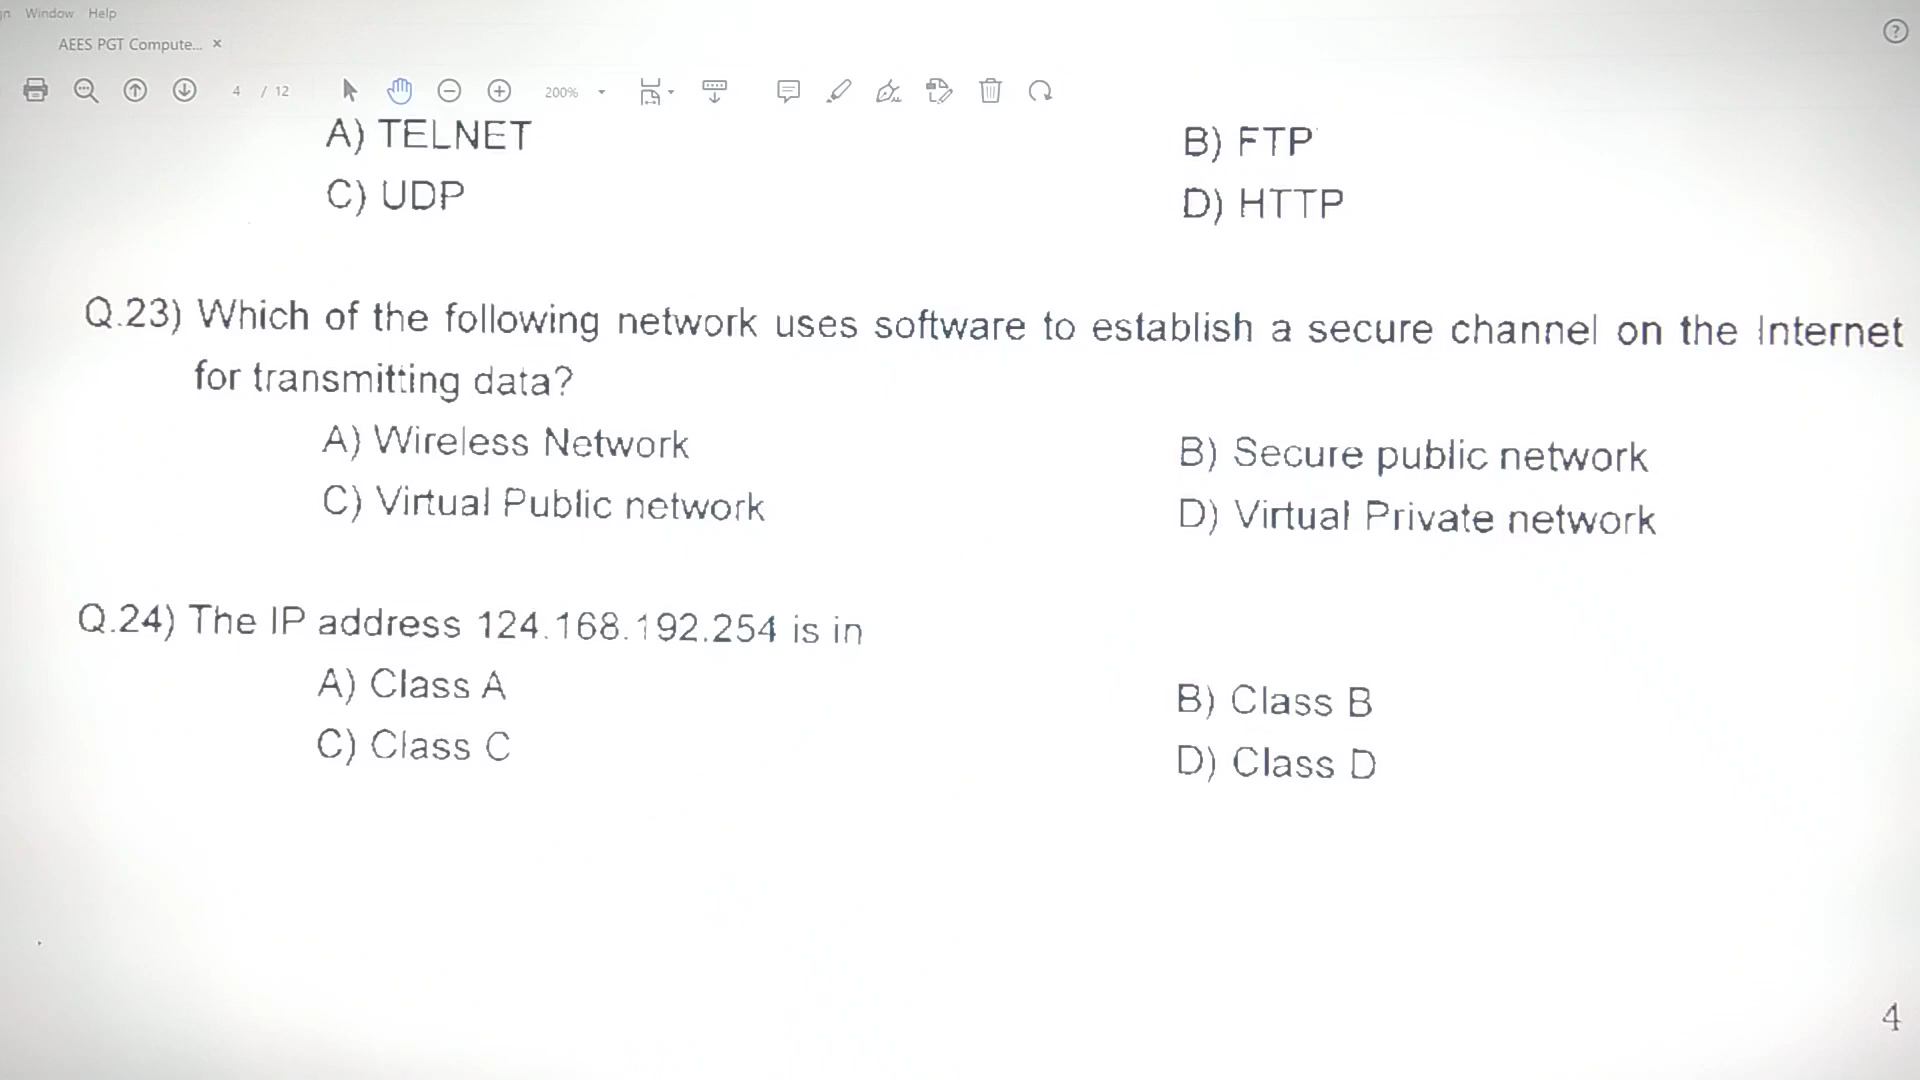 gn Window Help
AEES PGT Compute... ×
4 / 12 200%
A) TELNET B) FTP
C) UDP D) HTTP
Q.23) Which of the following network uses software to establish a secure channel on the Internet
for transmitting data?
A) Wireless Network B) Secure public network
C) Virtual Public network D) Virtual Private network
Q.24) The IP address 124.168.192.254 is in
A) Class A B) Class B
C) Class C D) Class D
4